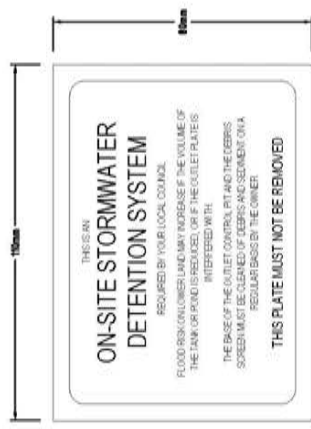 110mm
80mm
THIS IS AN
ON-SITE STORMWATER
DETENTION SYSTEM
REQUIRED BY YOUR LOCAL COUNCIL
FLOOD RISK ON LOWER LAND MAY INCREASE IF THE VOLUME OF
THE TANK OR POND IS REDUCED, OR IF THE OUTLET PLATE IS
INTERFERED WITH.
THE BASE OF THE OUTLET CONTROL PIT AND THE DEBRIS
SCREEN MUST BE CLEANED OF DEBRIS AND SEDIMENT ON A
REGULAR BASIS BY THE OWNER.
THIS PLATE MUST NOT BE REMOVED